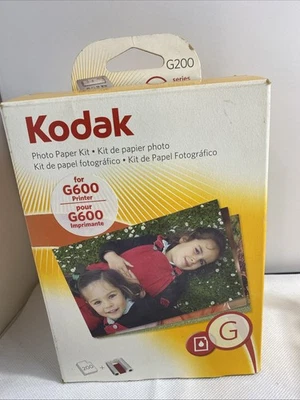 G200
series
Kodak
Photo Paper Kit • Kit de papier photo
Kit de papel fotográfico • Kit de Papel Fotográfico
for
G600
Printer
pour
G600
Imprimante
G
200
+